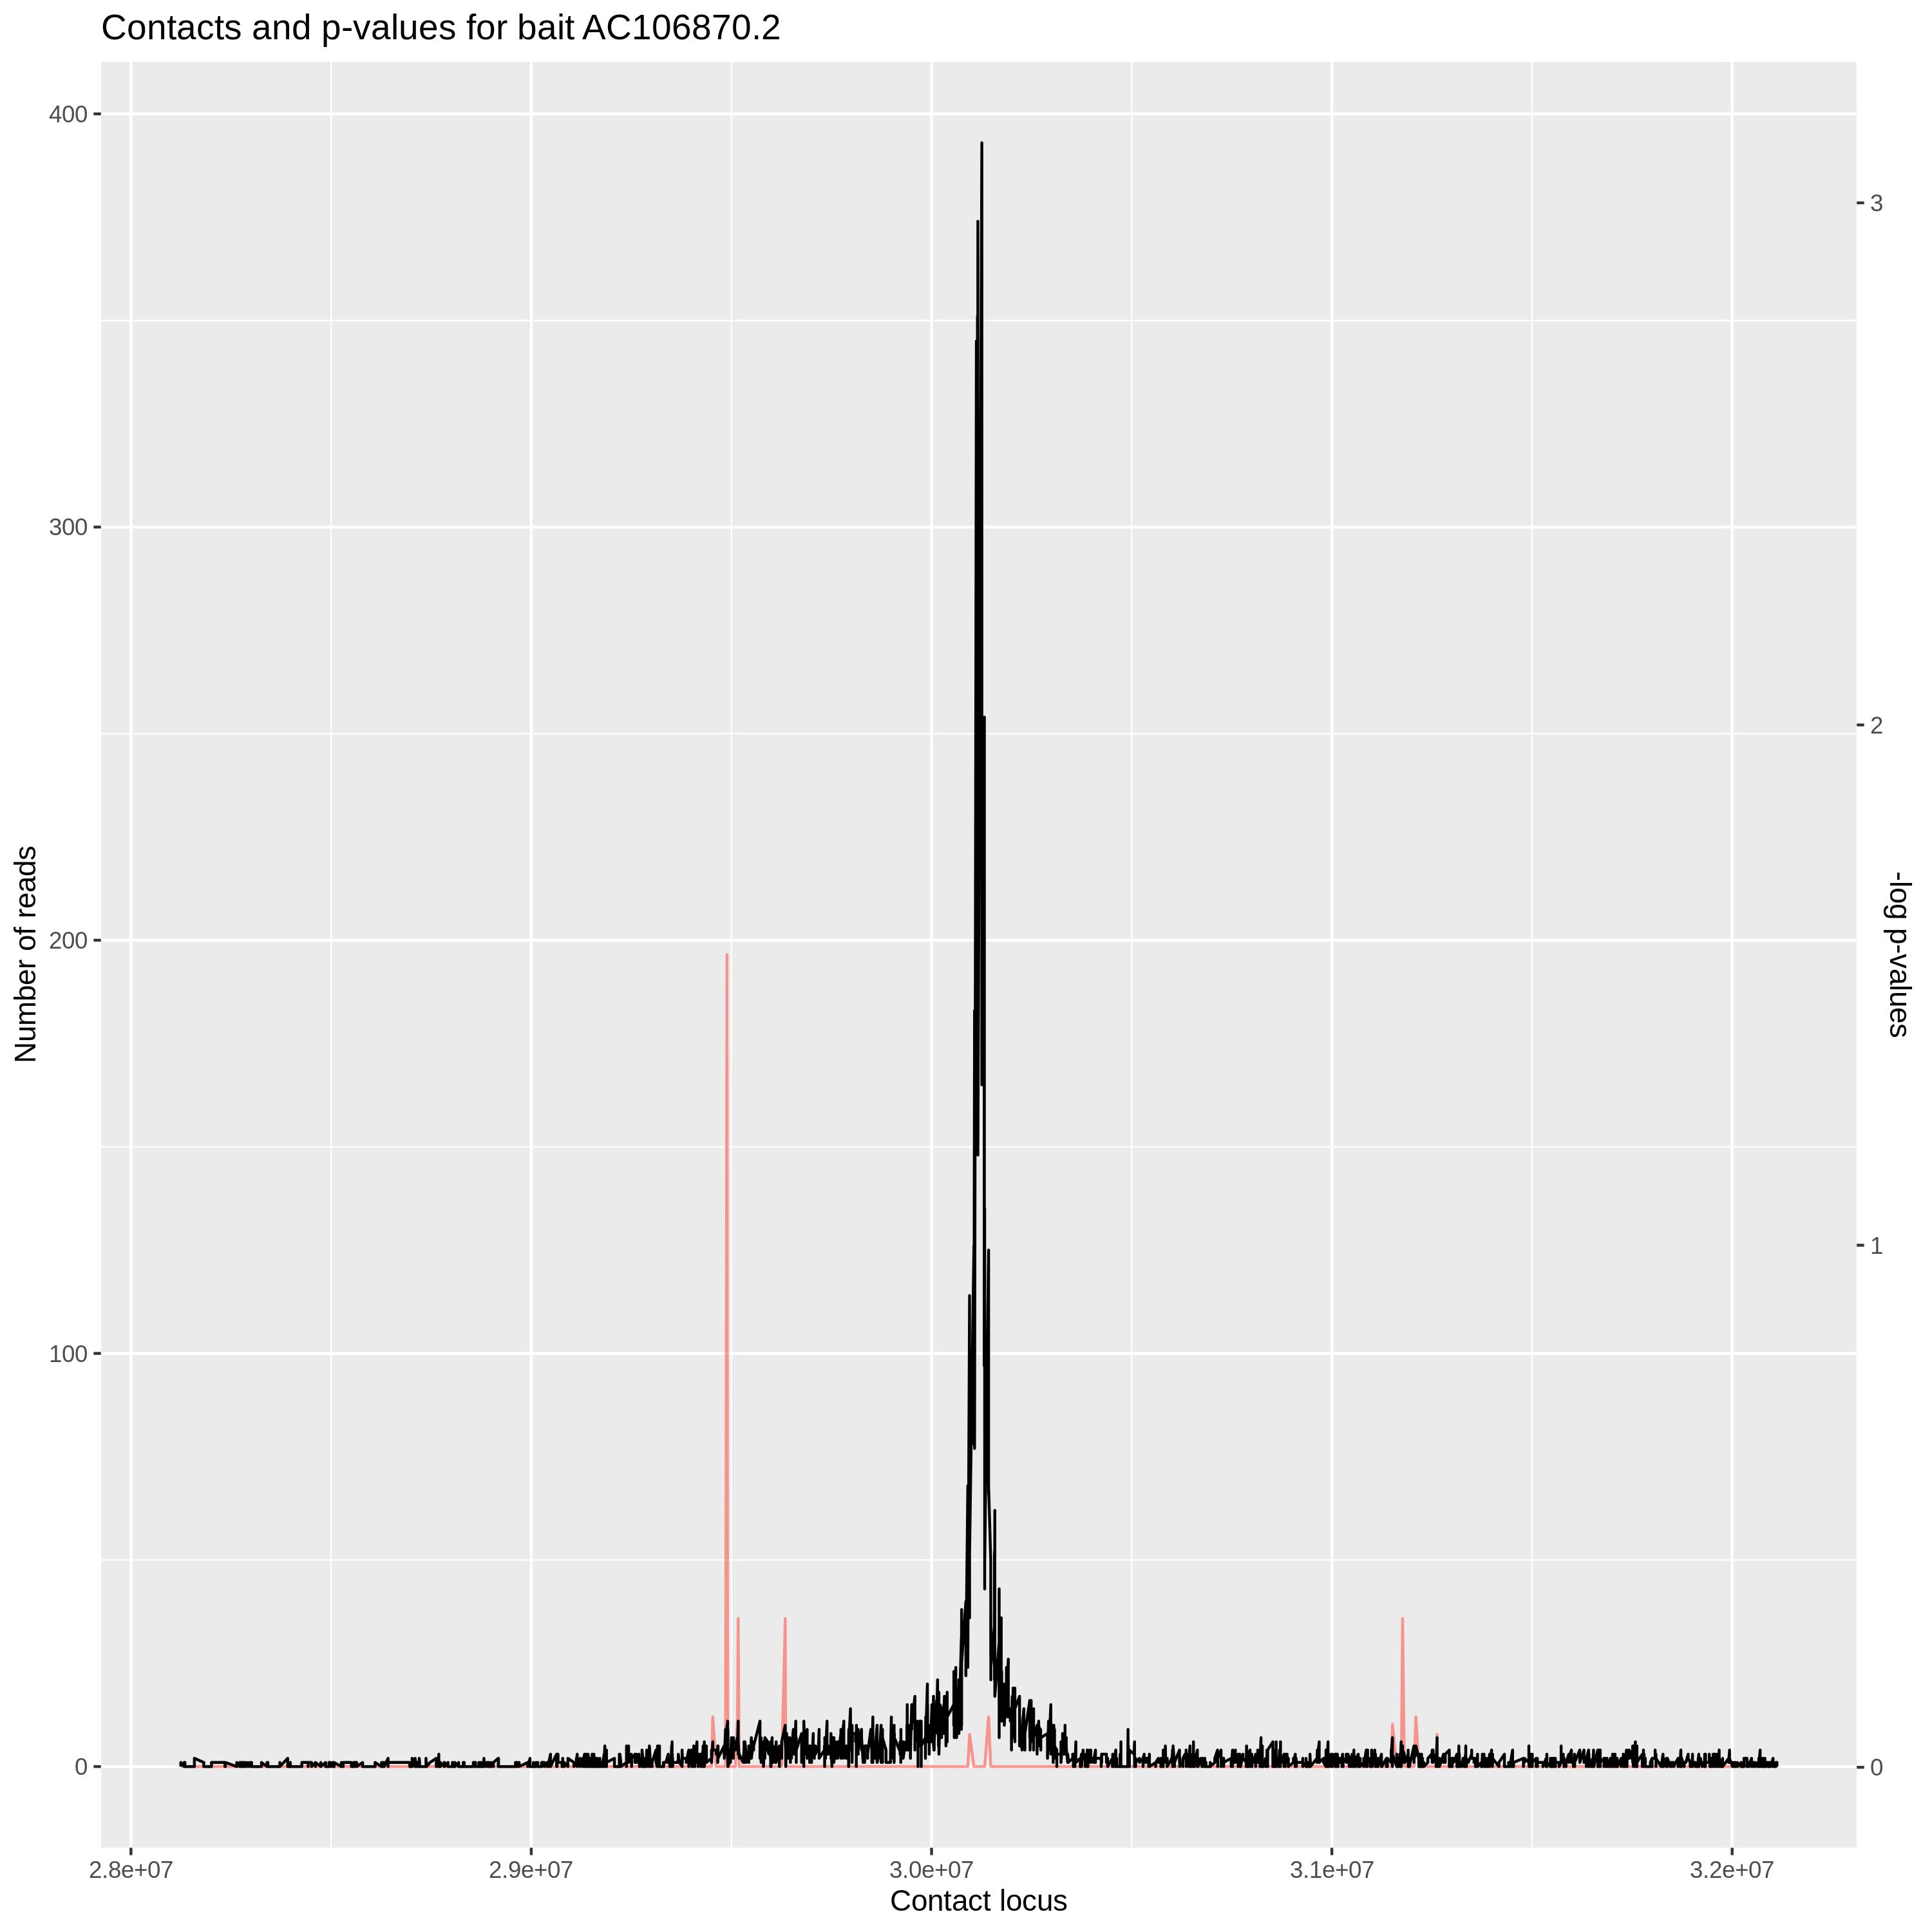 Contacts and p-values for bait AC106870.2
400
300
200
100
0
Number of reads
3
2
1
0
-log p-values
2.8e+07
2.9e+07
3.0e+07
3.1e+07
3.2e+07
Contact locus